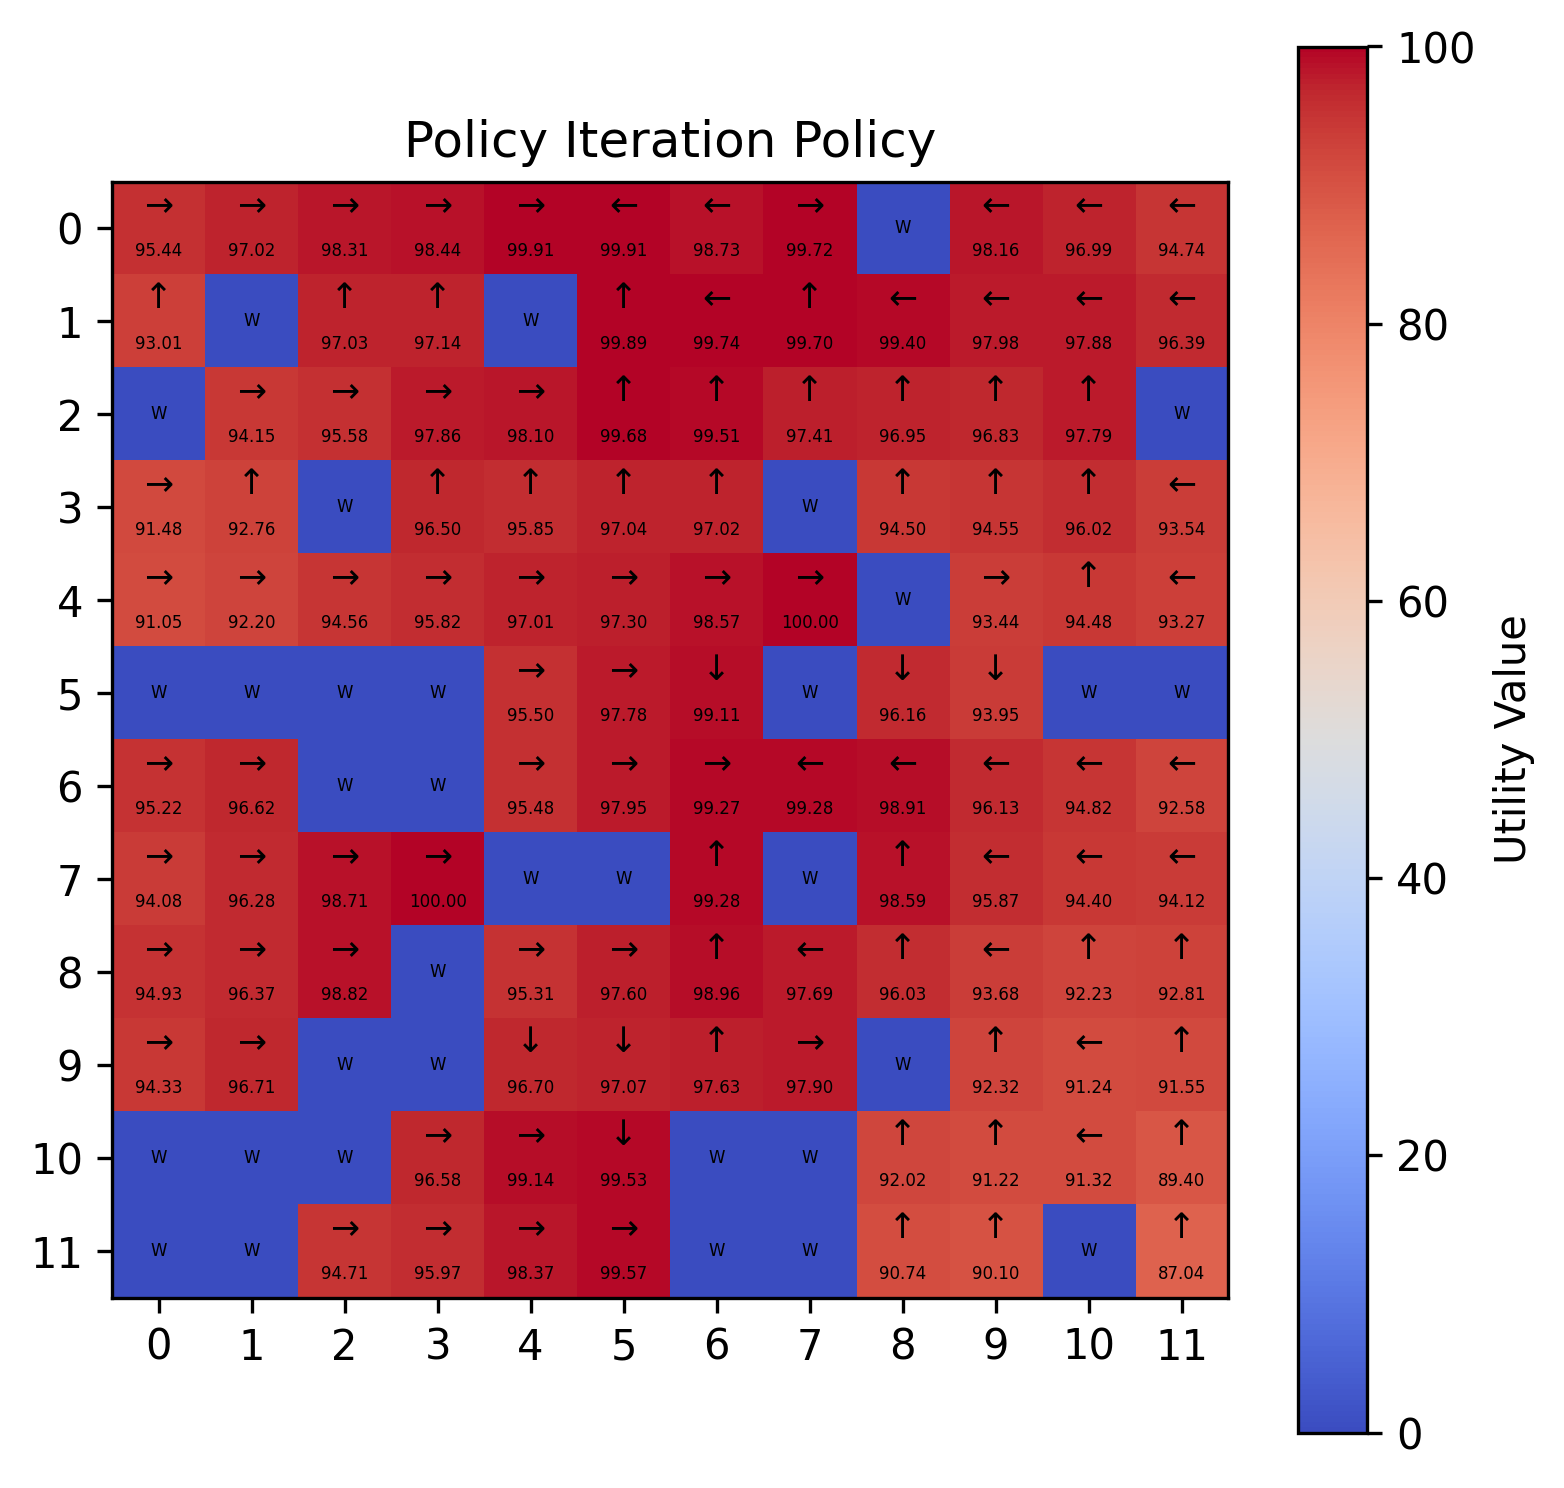 Policy Iteration Policy
0 → → → → → ← ← → W ← ← ←
95.44 97.02 98.31 98.44 99.91 99.91 98.73 99.72 98.16 96.99 94.74
1 ↑ W ↑ ↑ W ↑ ← ↑ ← ← ← ←
93.01 97.03 97.14 99.89 99.74 99.70 99.40 97.98 97.88 96.39
2 W → → → → ↑ ↑ ↑ ↑ ↑ ↑ W
94.15 95.58 97.86 98.10 99.68 99.51 97.41 96.95 96.83 97.79
3 → ↑ W ↑ ↑ ↑ ↑ W ↑ ↑ ↑ ←
91.48 92.76 96.50 95.85 97.04 97.02 94.50 94.55 96.02 93.54
4 → → → → → → → → W → ↑ ←
91.05 92.20 94.56 95.82 97.01 97.30 98.57 100.00 93.44 94.48 93.27
5 W W W W → → ↓ W ↓ ↓ W W
95.50 97.78 99.11 96.16 93.95
6 → → W W → → → ← ← ← ← ←
95.22 96.62 95.48 97.95 99.27 99.28 98.91 96.13 94.82 92.58
7 → → → → W W ↑ W ↑ ← ← ←
94.08 96.28 98.71 100.00 99.28 98.59 95.87 94.40 94.12
8 → → → W → → ↑ ← ↑ ← ↑ ↑
94.93 96.37 98.82 95.31 97.60 98.96 97.69 96.03 93.68 92.23 92.81
9 → → W W ↓ ↓ ↑ → W ↑ ← ↑
94.33 96.71 96.70 97.07 97.63 97.90 92.32 91.24 91.55
10 W W W → → ↓ W W ↑ ↑ ← ↑
96.58 99.14 99.53 92.02 91.22 91.32 89.40
11 W W → → → → W W ↑ ↑ W ↑
94.71 95.97 98.37 99.57 90.74 90.10 87.04
0 1 2 3 4 5 6 7 8 9 10 11
100
80
60
40
20
0
Utility Value